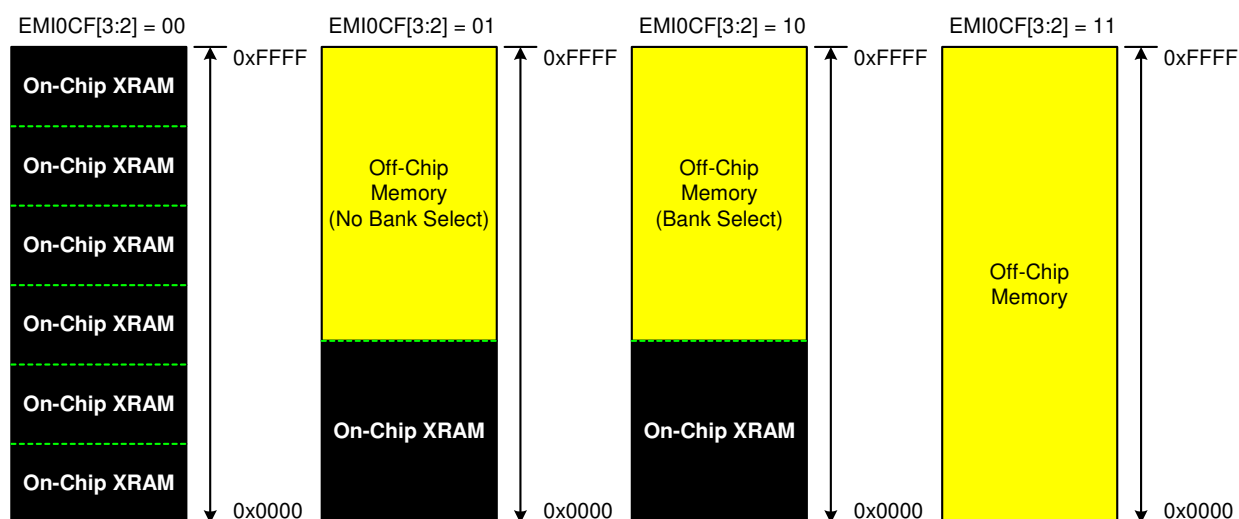 EMI0CF[3:2] = 00
0xFFFF
On-Chip XRAM
On-Chip XRAM
On-Chip XRAM
On-Chip XRAM
On-Chip XRAM
On-Chip XRAM
0x0000
EMI0CF[3:2] = 01
0xFFFF
Off-Chip
Memory
(No Bank Select)
On-Chip XRAM
0x0000
EMI0CF[3:2] = 10
0xFFFF
Off-Chip
Memory
(Bank Select)
On-Chip XRAM
0x0000
EMI0CF[3:2] = 11
0xFFFF
Off-Chip
Memory
0x0000